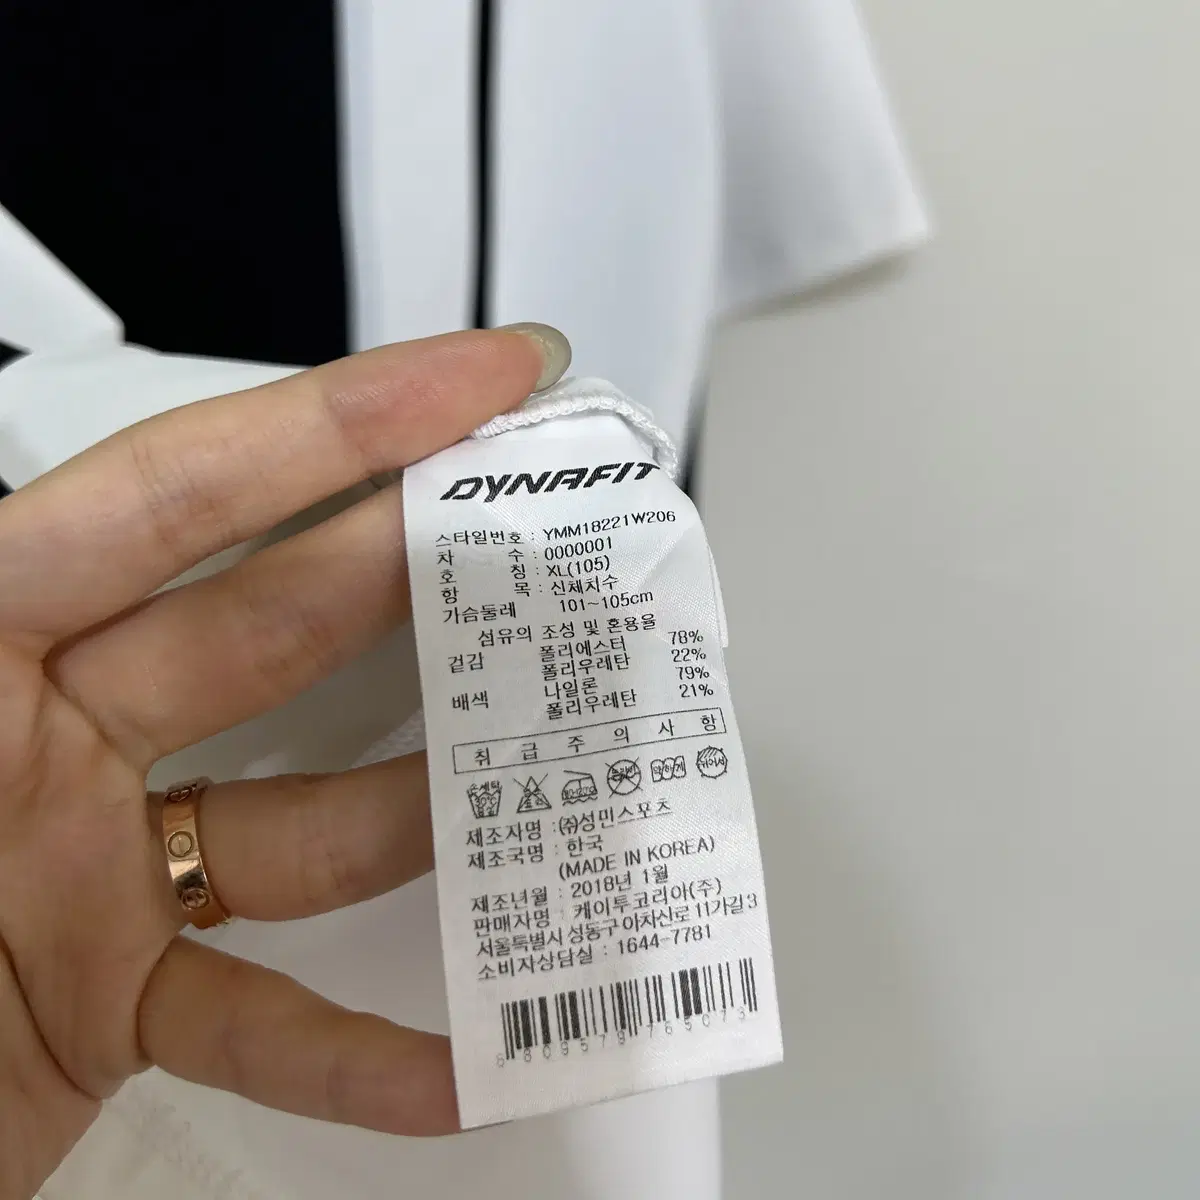 DYNAFIT
스타일번호 : YMM18221W206
차 수 : 0000001
호 칭 : XL(105)
항 목 : 신체치수
가슴둘레 101~105cm
섬유의 조성 및 혼용율
겉감 폴리에스터 78%
폴리우레탄 22%
배색 나일론 79%
폴리우레탄 21%
취 급 주 의 사 항
제조자명 : ㈜성민스포츠
제조국명 : 한국
(MADE IN KOREA)
제조년월 : 2018년 1월
판매자명 : 케이투코리아(주)
서울특별시 성동구 아차산로 11가길 3
소비자상담실 : 1644-7781